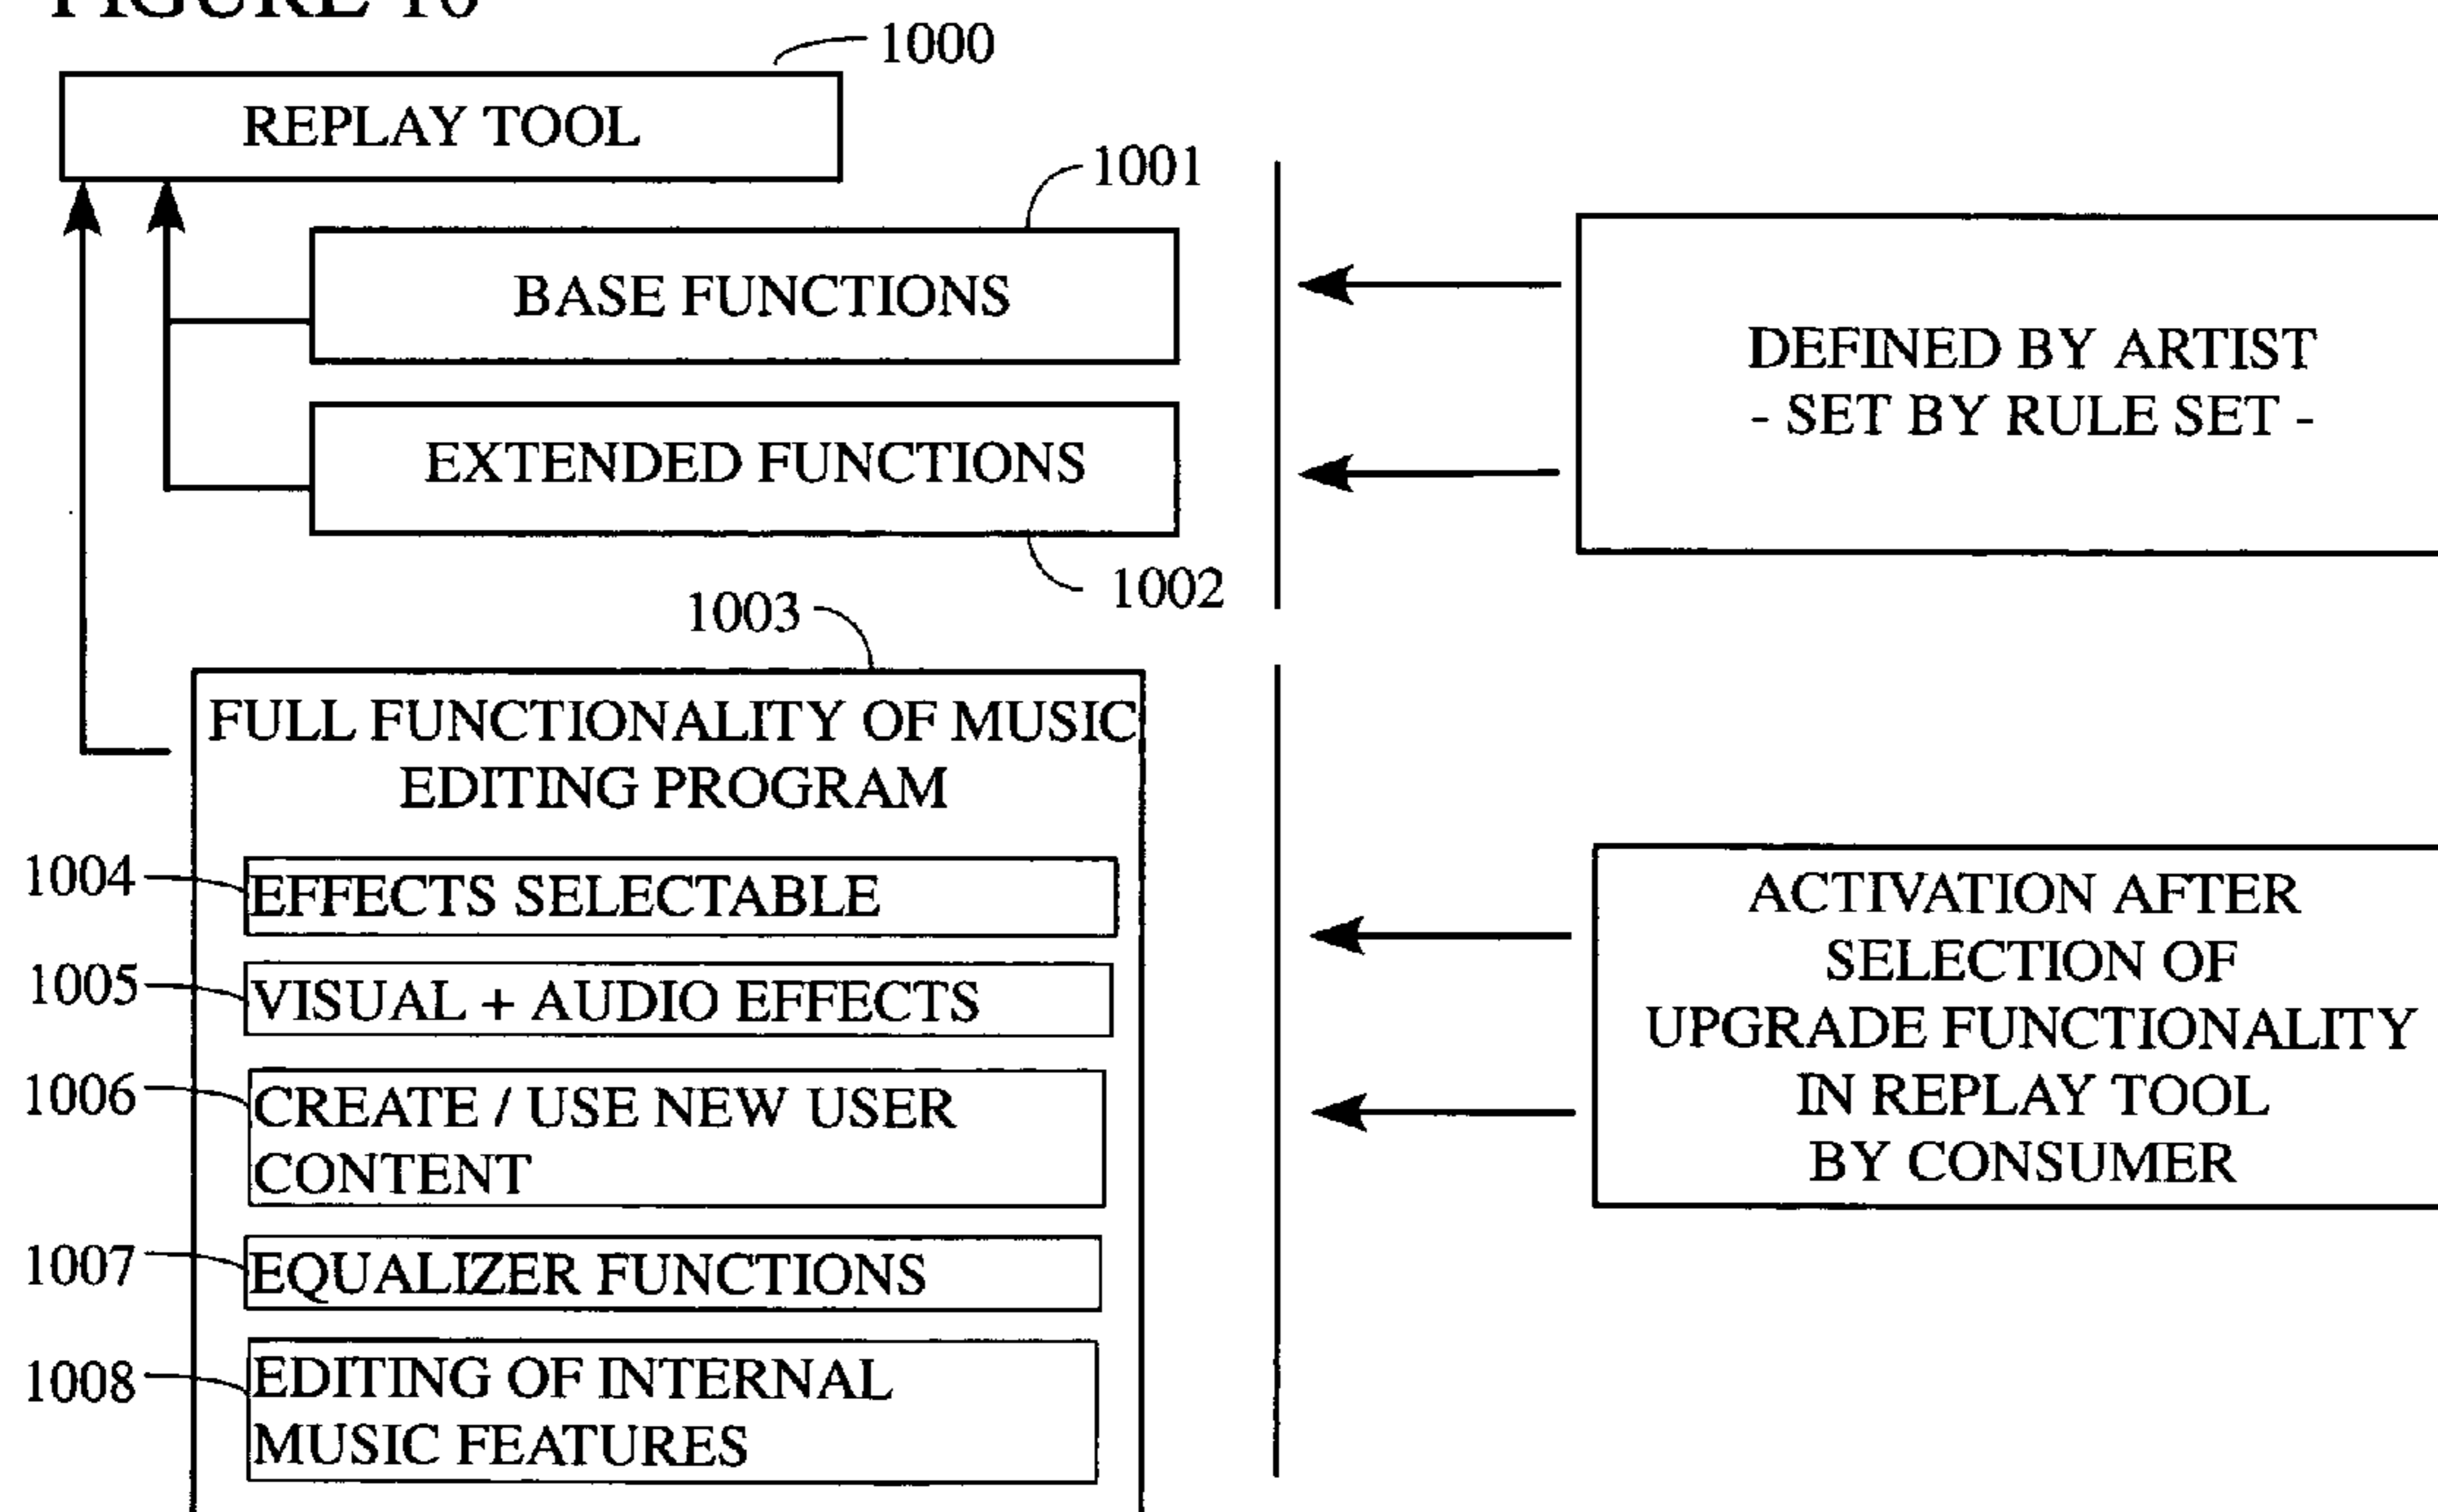 FIGURE 10
1000
REPLAY TOOL
1001
BASE FUNCTIONS
EXTENDED FUNCTIONS
1002
DEFINED BY ARTIST
- SET BY RULE SET -
1003
FULL FUNCTIONALITY OF MUSIC
EDITING PROGRAM
1004
EFFECTS SELECTABLE
1005
VISUAL + AUDIO EFFECTS
1006
CREATE / USE NEW USER
CONTENT
1007
EQUALIZER FUNCTIONS
1008
EDITING OF INTERNAL
MUSIC FEATURES
ACTIVATION AFTER
SELECTION OF
UPGRADE FUNCTIONALITY
IN REPLAY TOOL
BY CONSUMER